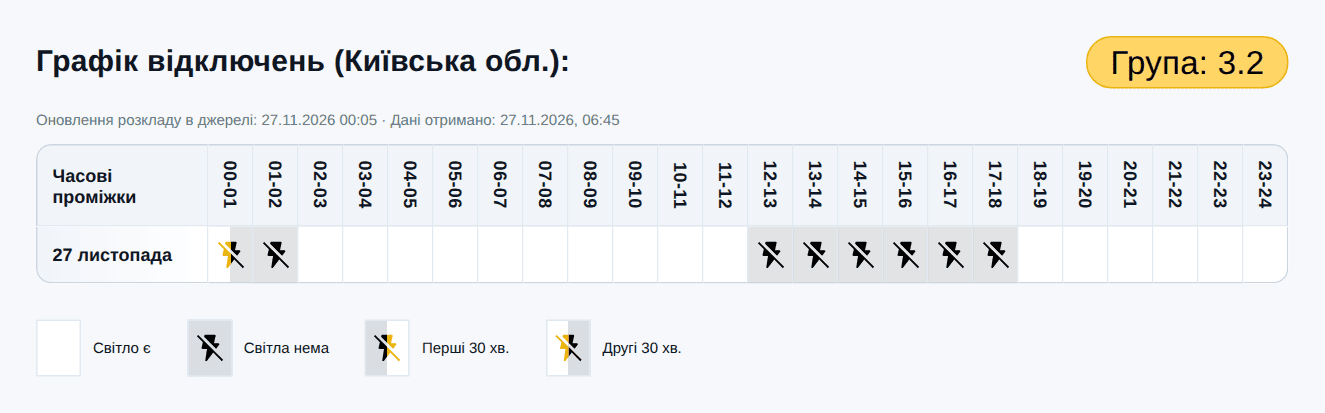 Графік відключень (Київська обл.):
Група: 3.2
Оновлення розкладу в джерелі: 27.11.2026 00:05 · Дані отримано: 27.11.2026, 06:45
Часові
проміжки
00-01 01-02 02-03 03-04 04-05 05-06 06-07 07-08 08-09 09-10 10-11 11-12 12-13 13-14 14-15 15-16 16-17 17-18 18-19 19-20 20-21 21-22 22-23 23-24
27 листопада
Світло є
Світла нема
Перші 30 хв.
Другі 30 хв.